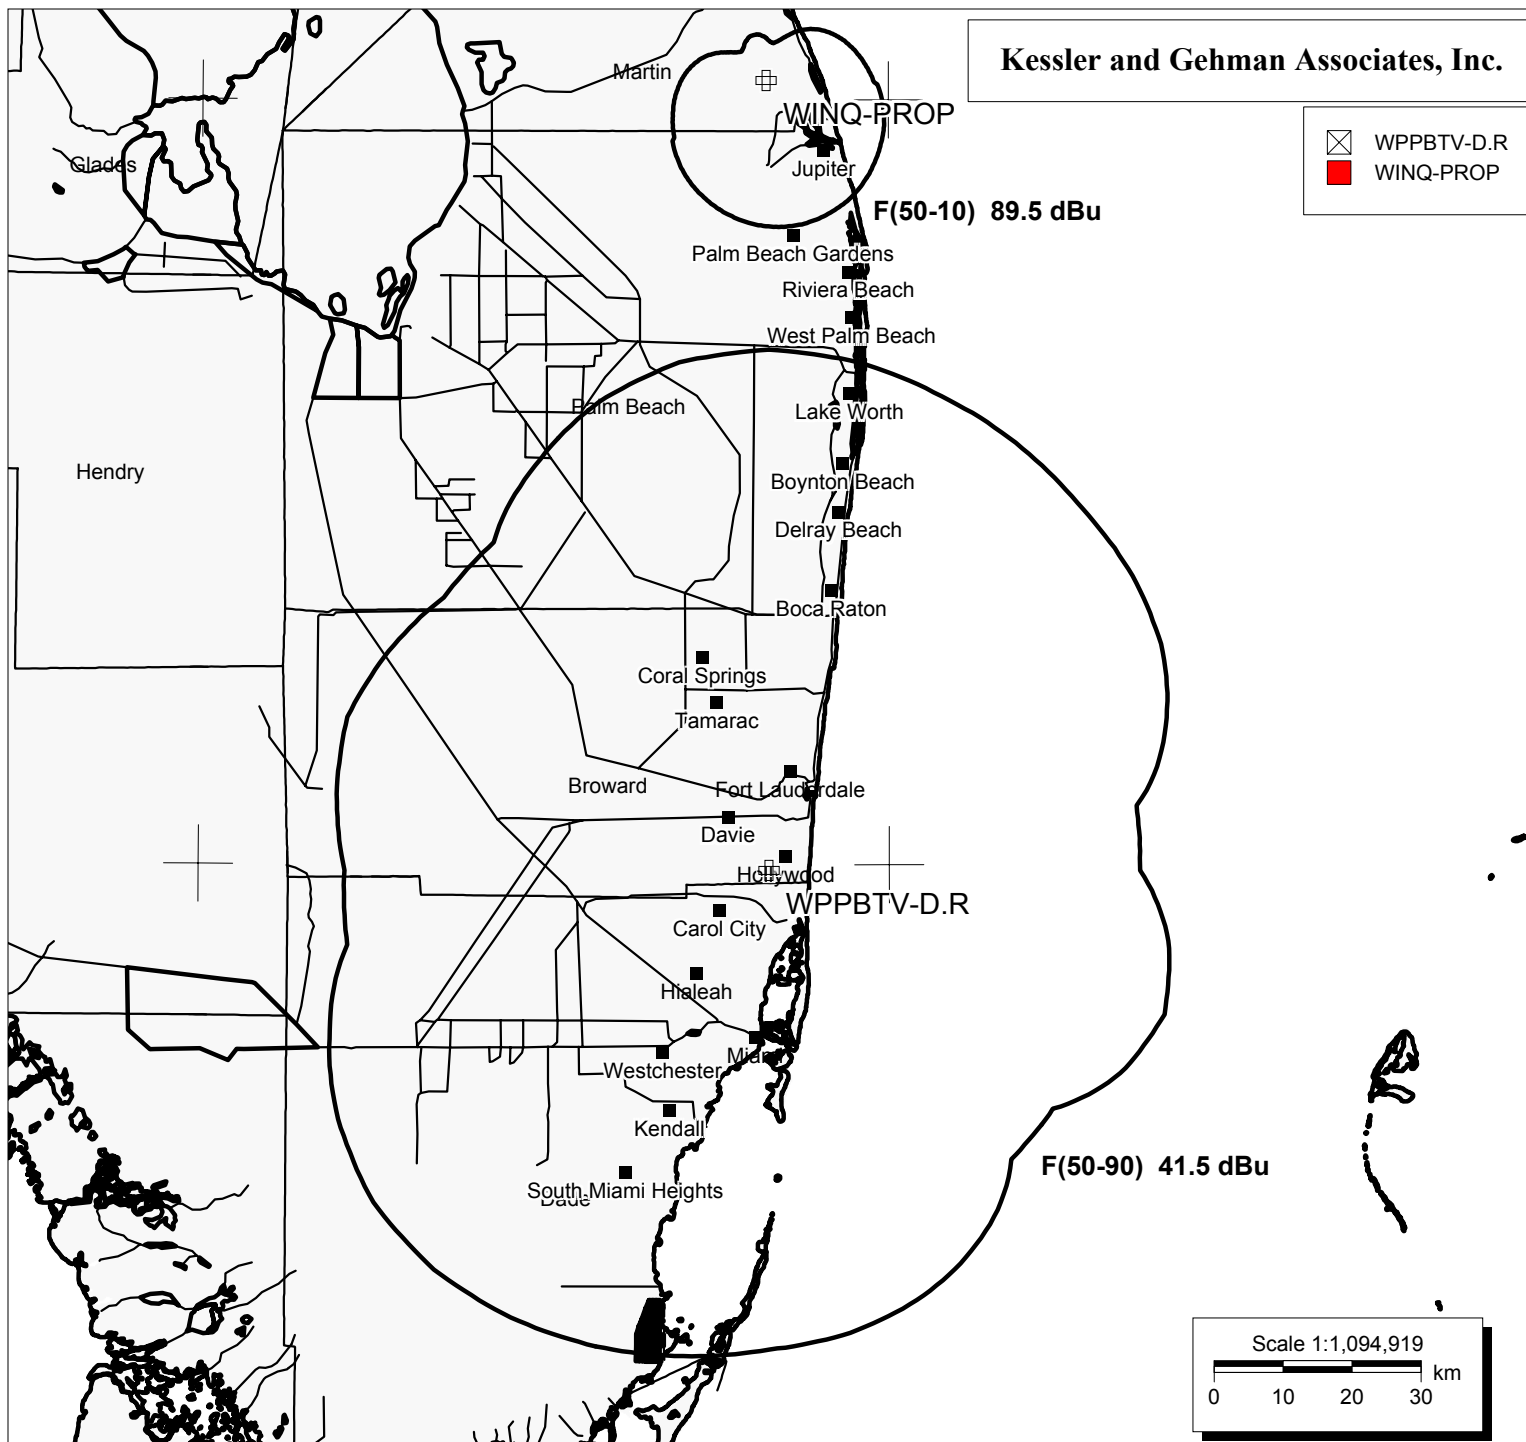 Kessler and Gehman Associates, Inc.
WPPBTV-D.R
WINQ-PROP
Martin
WINQ-PROP
Glades
Jupiter
F(50-10) 89.5 dBu
Palm Beach Gardens
Riviera Beach
West Palm Beach
Palm Beach
Lake Worth
Hendry
Boynton Beach
Delray Beach
Boca Raton
Coral Springs
Tamarac
Broward
Fort Lauderdale
Davie
Hollywood
WPPBTV-D.R
Carol City
Hialeah
Miami
Westchester
Kendall
F(50-90) 41.5 dBu
South Miami Heights
Dade
Scale 1:1,094,919
km
0 10 20 30